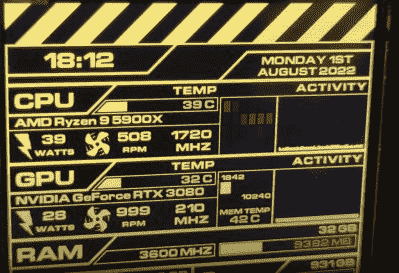 18:12
MONDAY 1ST
AUGUST 2022
CPU
TEMP
39 C
ACTIVITY
AMD Ryzen 9 5900X
39 WATTS
508 RPM
1720 MHZ
GPU
TEMP
32 C
ACTIVITY
NVIDIA GeForce RTX 3080
1842
10240
28 WATTS
999 RPM
210 MHZ
MEM TEMP
42 C
RAM
3600 MHZ
32 GB
9392 MB
931GB